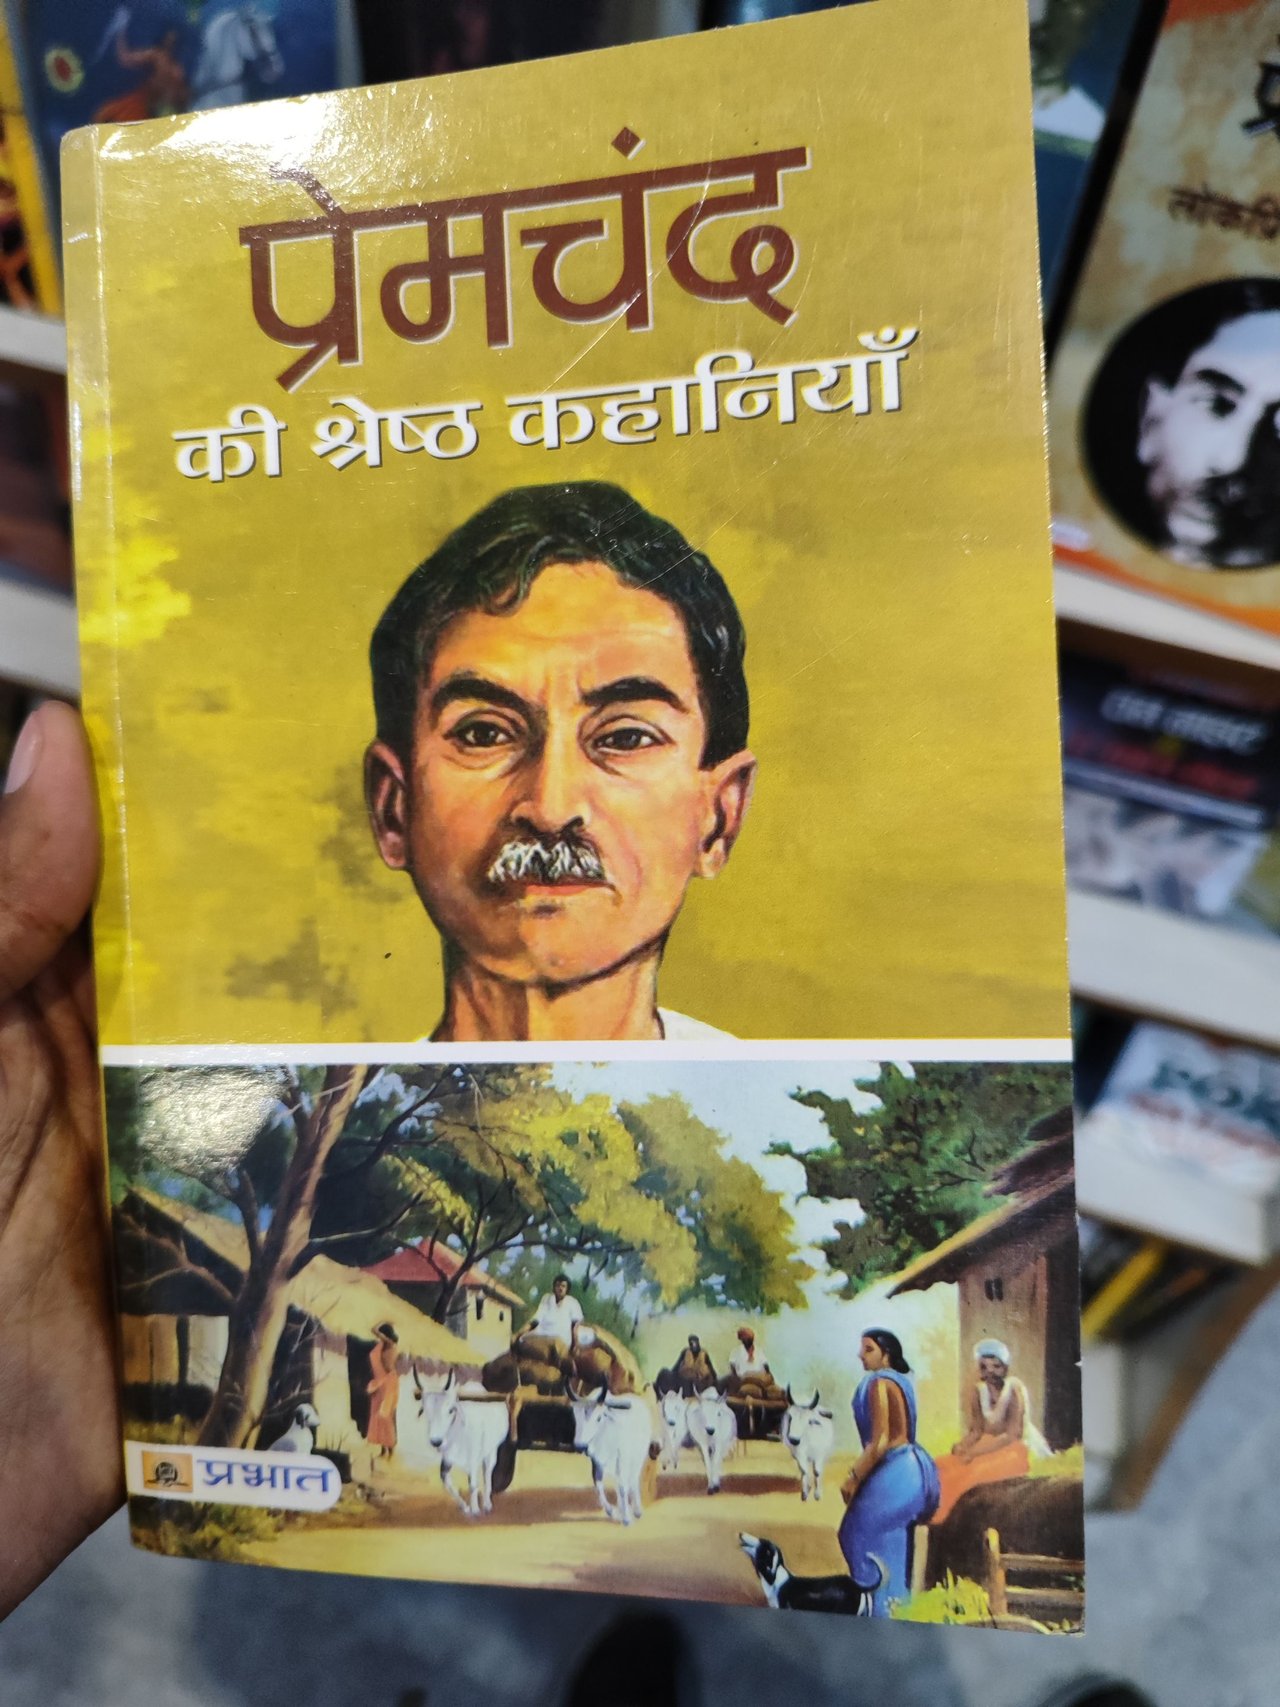 प्रेमचंद
की श्रेष्ठ कहानियाँ
प्रभात